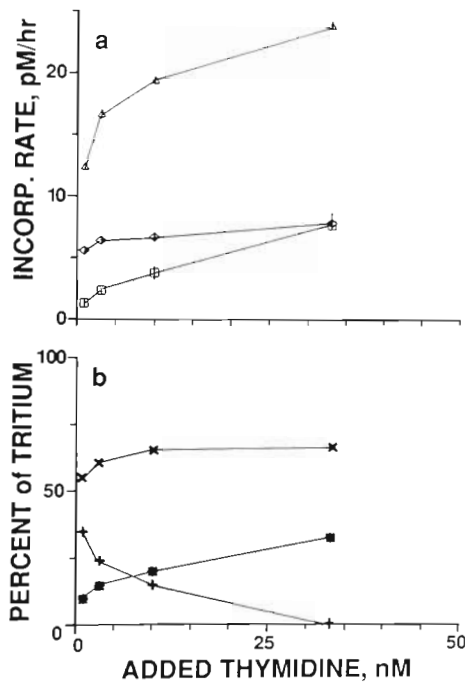 a
INCORP. RATE, pM/hr
20
10
0
b
PERCENT of TRITIUM
100
50
0
0
25
50
ADDED THYMIDINE, nM